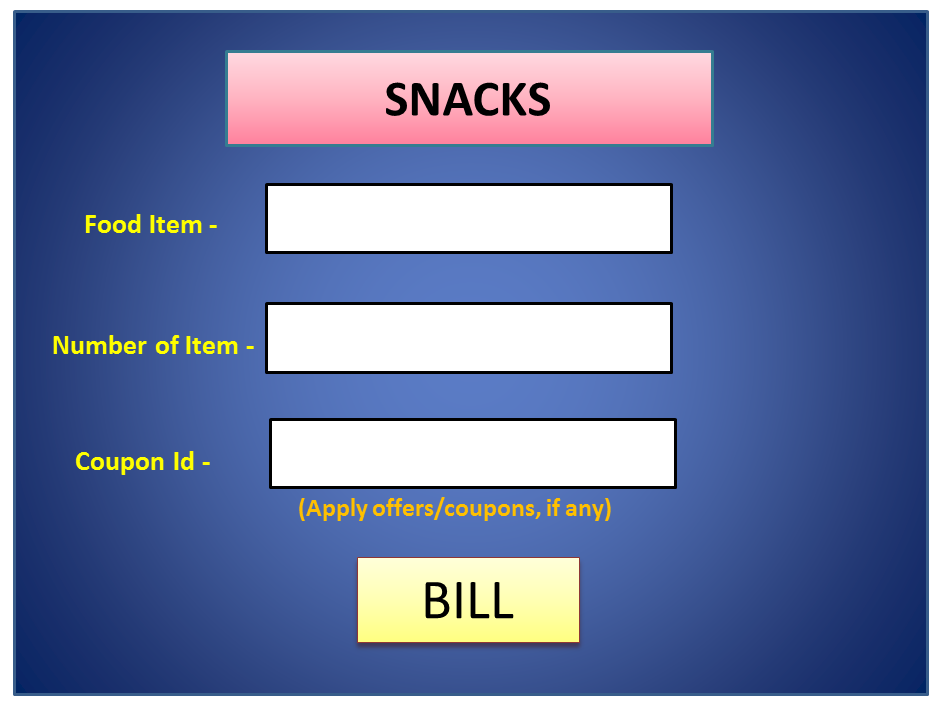 SNACKS
Food Item -
Number of Item -
Coupon Id -
(Apply offers/coupons, if any)
BILL